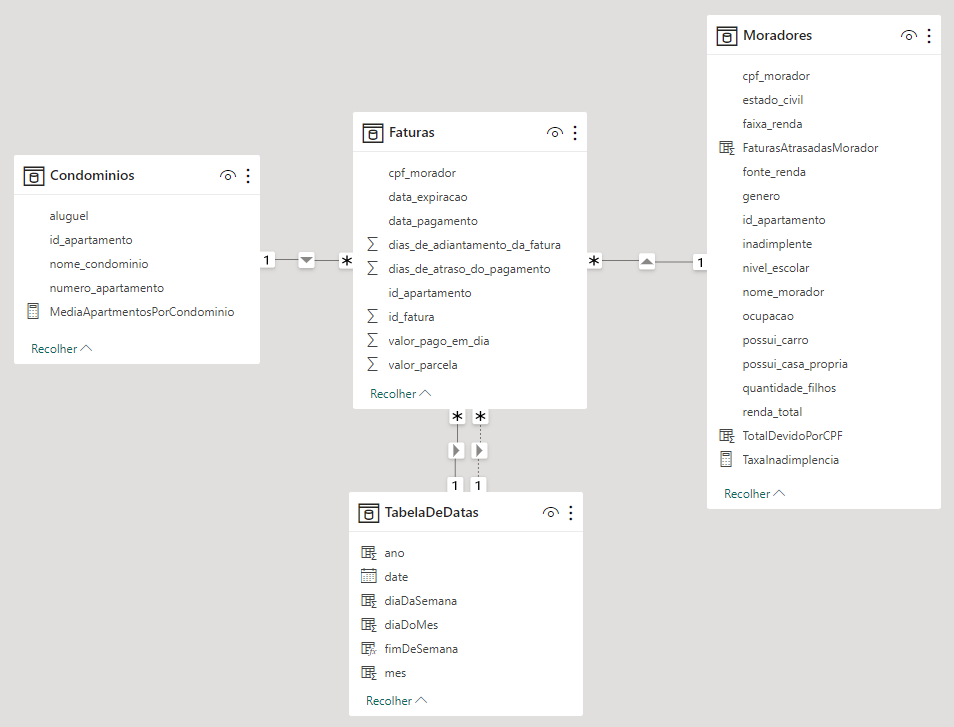 Condominios
aluguel
id_apartamento
nome_condominio
numero_apartamento
MediaApartmentosPorCondominio
Recolher
1
*
Faturas
cpf_morador
data_expiracao
data_pagamento
dias_de_adiantamento_da_fatura
dias_de_atraso_do_pagamento
id_apartamento
id_fatura
valor_pago_em_dia
valor_parcela
Recolher
*
1
Moradores
cpf_morador
estado_civil
faixa_renda
FaturasAtrasadasMorador
fonte_renda
genero
id_apartamento
inadimplente
nivel_escolar
nome_morador
ocupacao
possui_carro
possui_casa_propria
quantidade_filhos
renda_total
TotalDevidoPorCPF
TaxaInadimplencia
Recolher
* *
1 1
TabelaDeDatas
ano
date
diaDaSemana
diaDoMes
fimDeSemana
mes
Recolher